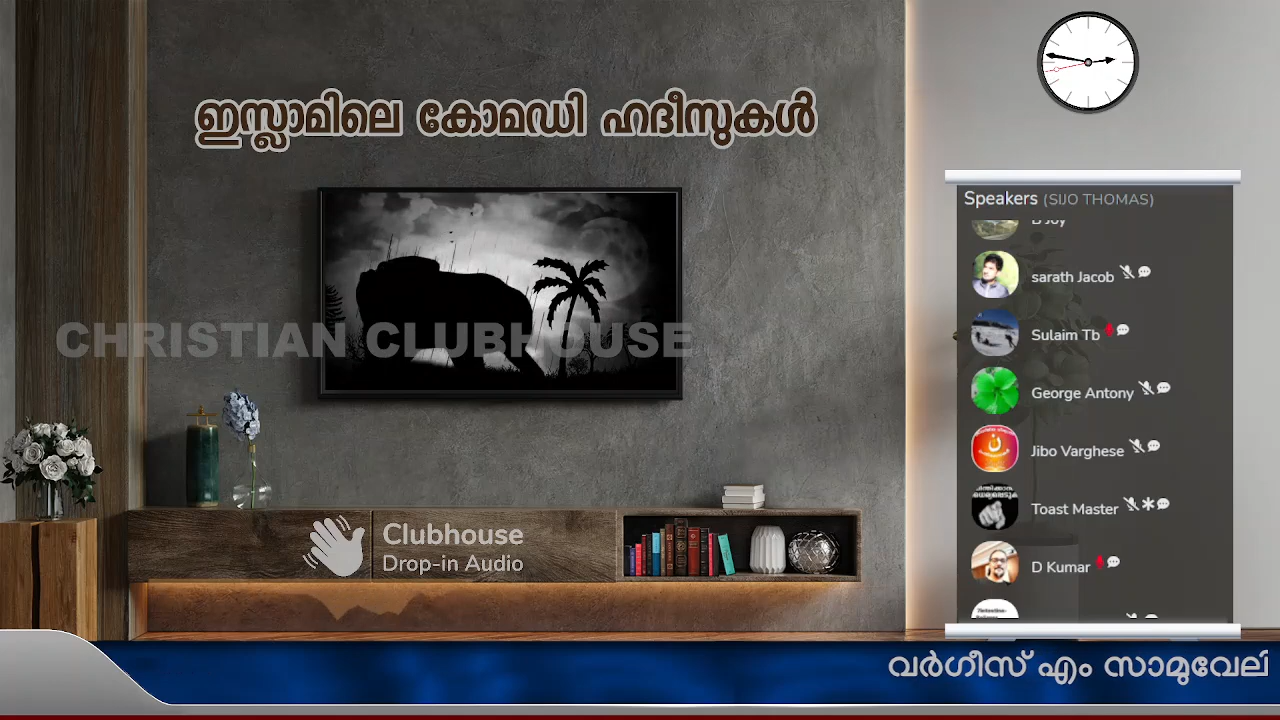 ഇസ്ലാമിലെ കോമഡി ഹദീസുകൾ
CHRISTIAN CLUBHOUSE
Clubhouse
Drop-in Audio
Speakers (SIJO THOMAS)
B Joy
sarath Jacob
Sulaim Tb
George Antony
Jibo Varghese
Toast Master
D Kumar
വർഗീസ് എം സാമുവേല്